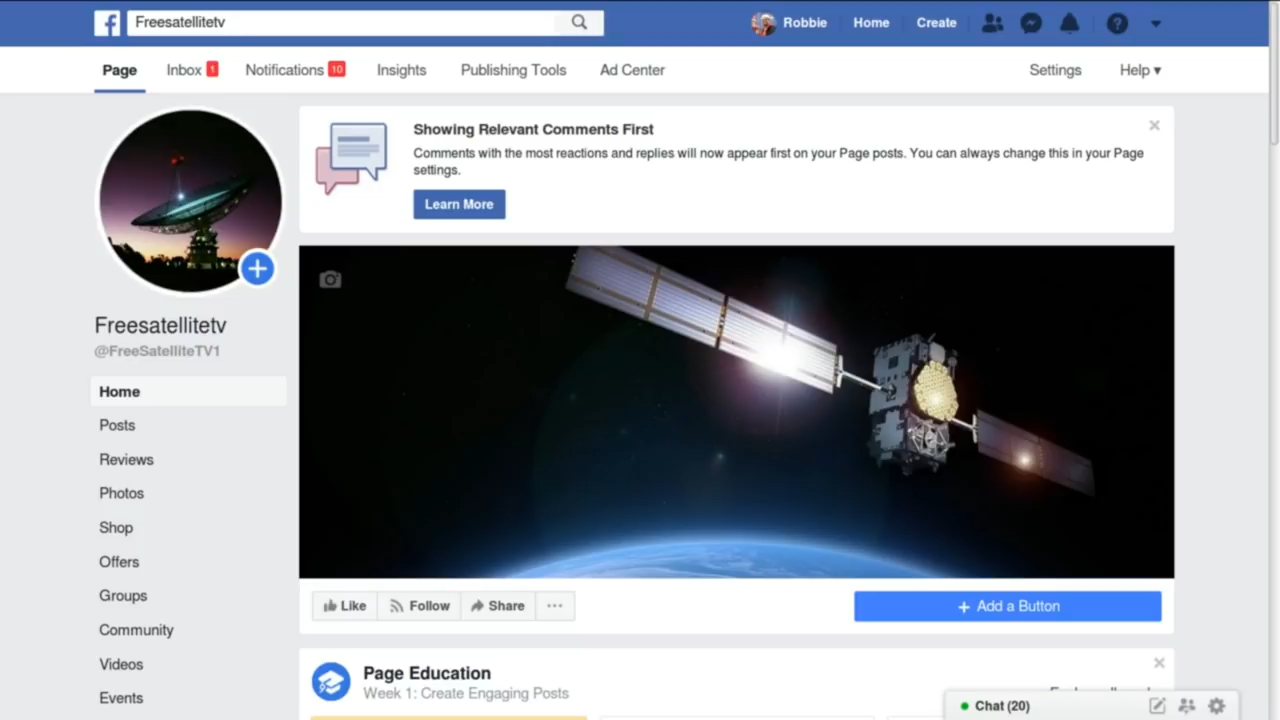 Freesatellitetv
Robbie Home Create
Page Inbox 1 Notifications 10 Insights Publishing Tools Ad Center Settings Help ▾
Showing Relevant Comments First
Comments with the most reactions and replies will now appear first on your Page posts. You can always change this in your Page
settings.
Learn More
Freesatellitetv
@FreeSatelliteTV1
Home
Posts
Reviews
Photos
Shop
Offers
Groups
Community
Videos
Events
Like Follow Share ...
+ Add a Button
Page Education
Week 1: Create Engaging Posts
Chat (20)